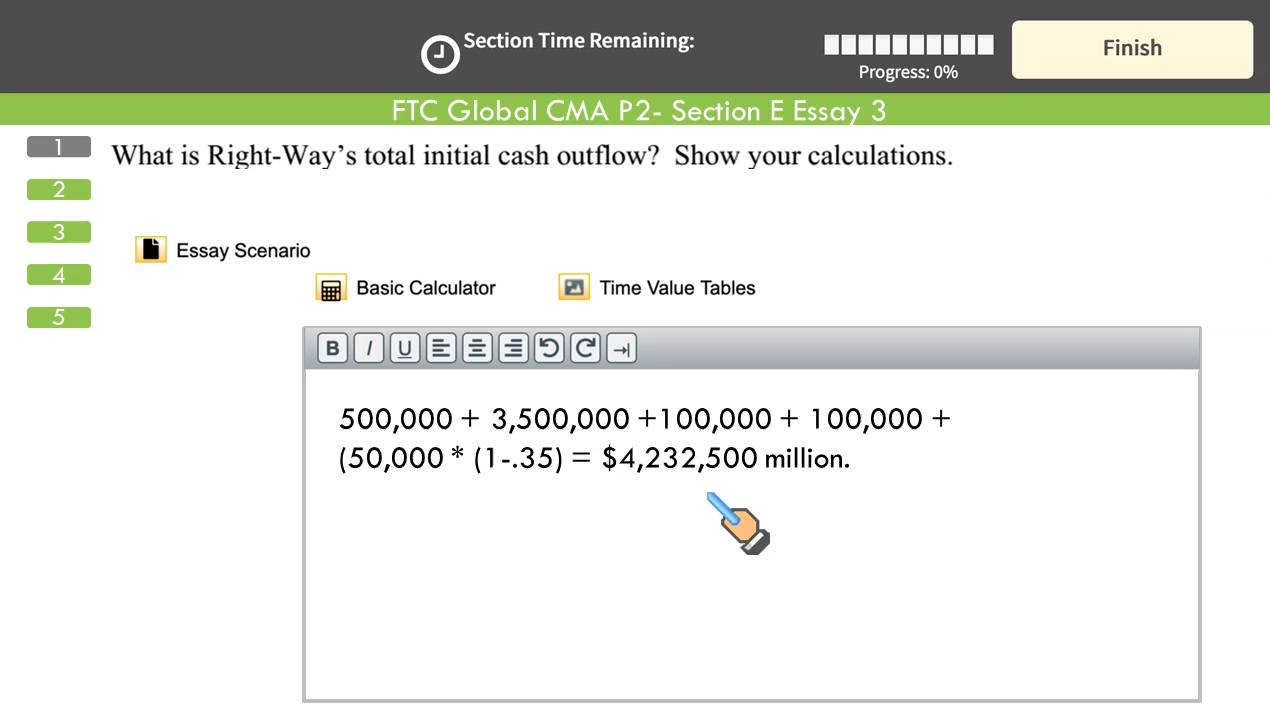 Section Time Remaining:
Progress: 0%
Finish
FTC Global CMA P2- Section E Essay 3
1
What is Right-Way's total initial cash outflow?  Show your calculations.
2
3
4
5
Essay Scenario
Basic Calculator
Time Value Tables
B I U
500,000 + 3,500,000 +100,000 + 100,000 +
(50,000 * (1-.35) = $4,232,500 million.